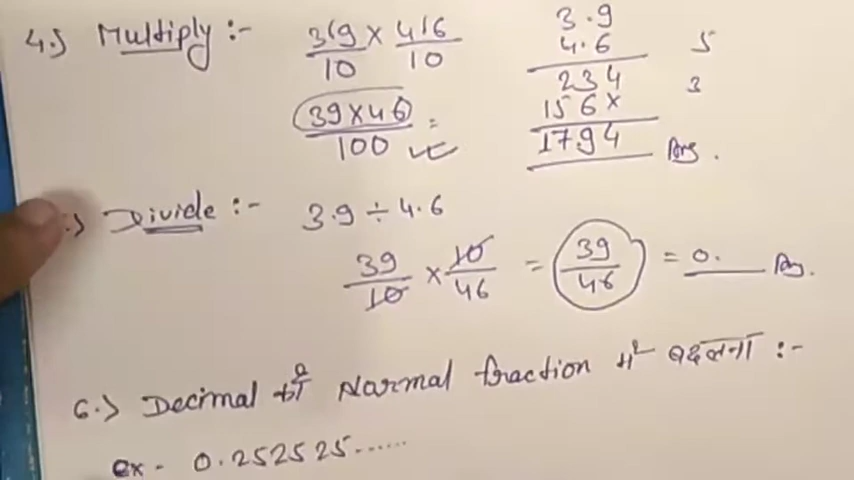 4.) Multiply :- 3(9/10 × 4(6/10
39×46/100 =
3.9
4.6
234
156×
17.94 Ans.
5
3
Divide :- 3.9 ÷ 4.6
39/10 × 10/46 = 39/46 = 0. Ans.
6.) Decimal को Normal fraction में बदलना :-
ex - 0.252525......